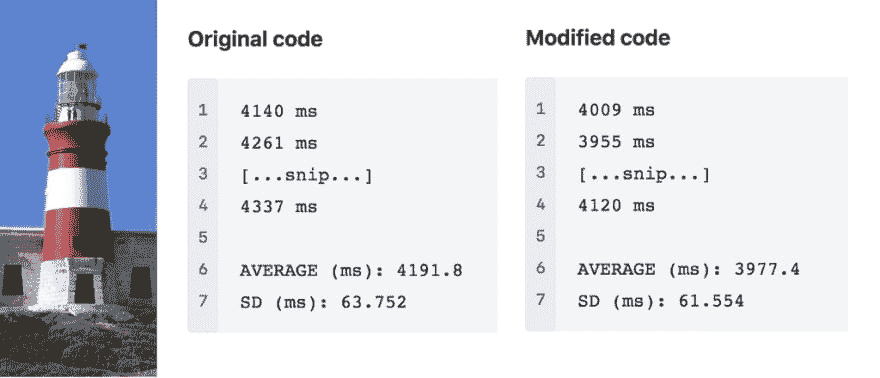 Original code
1 4140 ms
2 4261 ms
3 [...snip...]
4 4337 ms
5
6 AVERAGE (ms): 4191.8
7 SD (ms): 63.752
Modified code
1 4009 ms
2 3955 ms
3 [...snip...]
4 4120 ms
5
6 AVERAGE (ms): 3977.4
7 SD (ms): 61.554